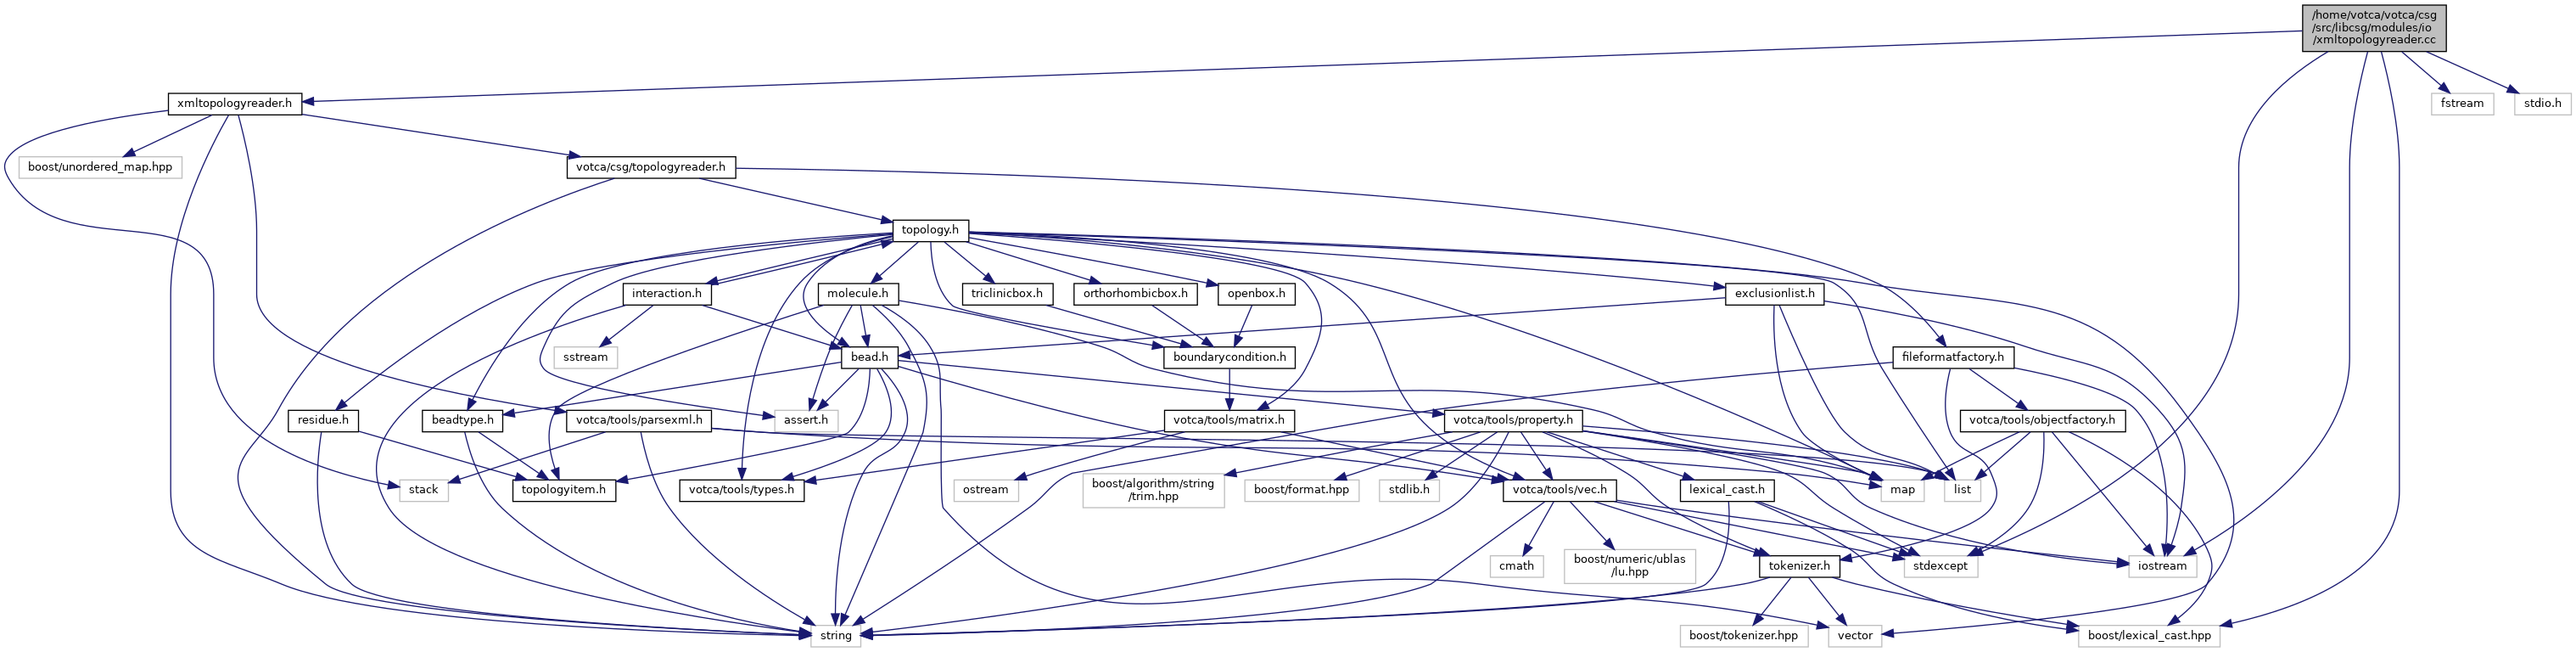 /home/votca/votca/csg
/src/libcsg/modules/io
/xmltopologyreader.cc
xmltopologyreader.h
fstream
stdio.h
boost/unordered_map.hpp
votca/csg/topologyreader.h
topology.h
interaction.h
molecule.h
triclinicbox.h
orthorhombicbox.h
openbox.h
exclusionlist.h
sstream
bead.h
boundarycondition.h
fileformatfactory.h
residue.h
beadtype.h
votca/tools/parsexml.h
assert.h
votca/tools/matrix.h
votca/tools/property.h
votca/tools/objectfactory.h
stack
topologyitem.h
votca/tools/types.h
ostream
boost/algorithm/string
/trim.hpp
boost/format.hpp
stdlib.h
votca/tools/vec.h
lexical_cast.h
map
list
cmath
boost/numeric/ublas
/lu.hpp
tokenizer.h
stdexcept
iostream
string
boost/tokenizer.hpp
vector
boost/lexical_cast.hpp